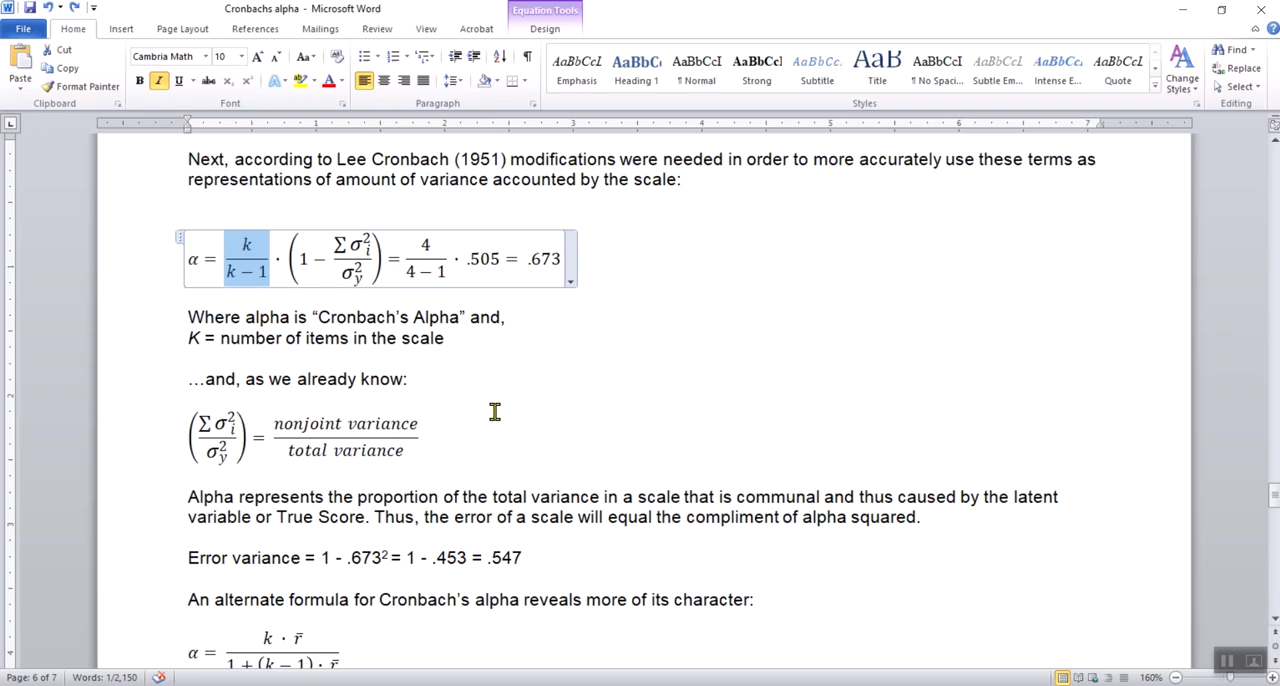 Cronbachs alpha - Microsoft Word
Equation Tools
File Home Insert Page Layout References Mailings Review View Acrobat Design
Cut
Copy
Format Painter
Paste
Clipboard
Cambria Math 10
Font
Paragraph
AaBbCcL AaBbCc AaBbCcI AaBbCc AaBbCc. AaB AaBbCcI AaBbCcL AaBbCcL AaBbCcL
Emphasis Heading 1 ¶ Normal Strong Subtitle Title ¶ No Spaci... Subtle Em... Intense E... Quote
Styles
Change Styles
Find
Replace
Select
Editing
Next, according to Lee Cronbach (1951) modifications were needed in order to more accurately use these terms as
representations of amount of variance accounted by the scale:
α = k/(k − 1) · (1 − Σσ²ᵢ/σ²ᵧ) = 4/(4 − 1) · .505 = .673
Where alpha is “Cronbach’s Alpha” and,
K = number of items in the scale
…and, as we already know:
(Σσ²ᵢ/σ²ᵧ) = nonjoint variance/total variance
Alpha represents the proportion of the total variance in a scale that is communal and thus caused by the latent
variable or True Score. Thus, the error of a scale will equal the compliment of alpha squared.
Error variance = 1 - .673² = 1 - .453 = .547
An alternate formula for Cronbach’s alpha reveals more of its character:
α = k · r̄/1 + (k − 1) · r̄
Page: 6 of 7 Words: 1/2,150 160%